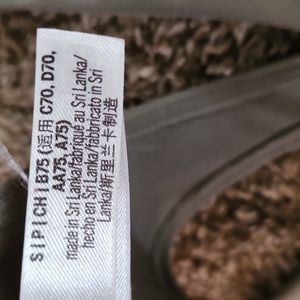 S | P | CH | B75 (适用 C70, D70,
AA75, A75)
made in Sri Lanka/fabriqué au Sri Lanka/
hecho en Sri Lanka/fabbricato in Sri
Lanka/斯里兰卡制造